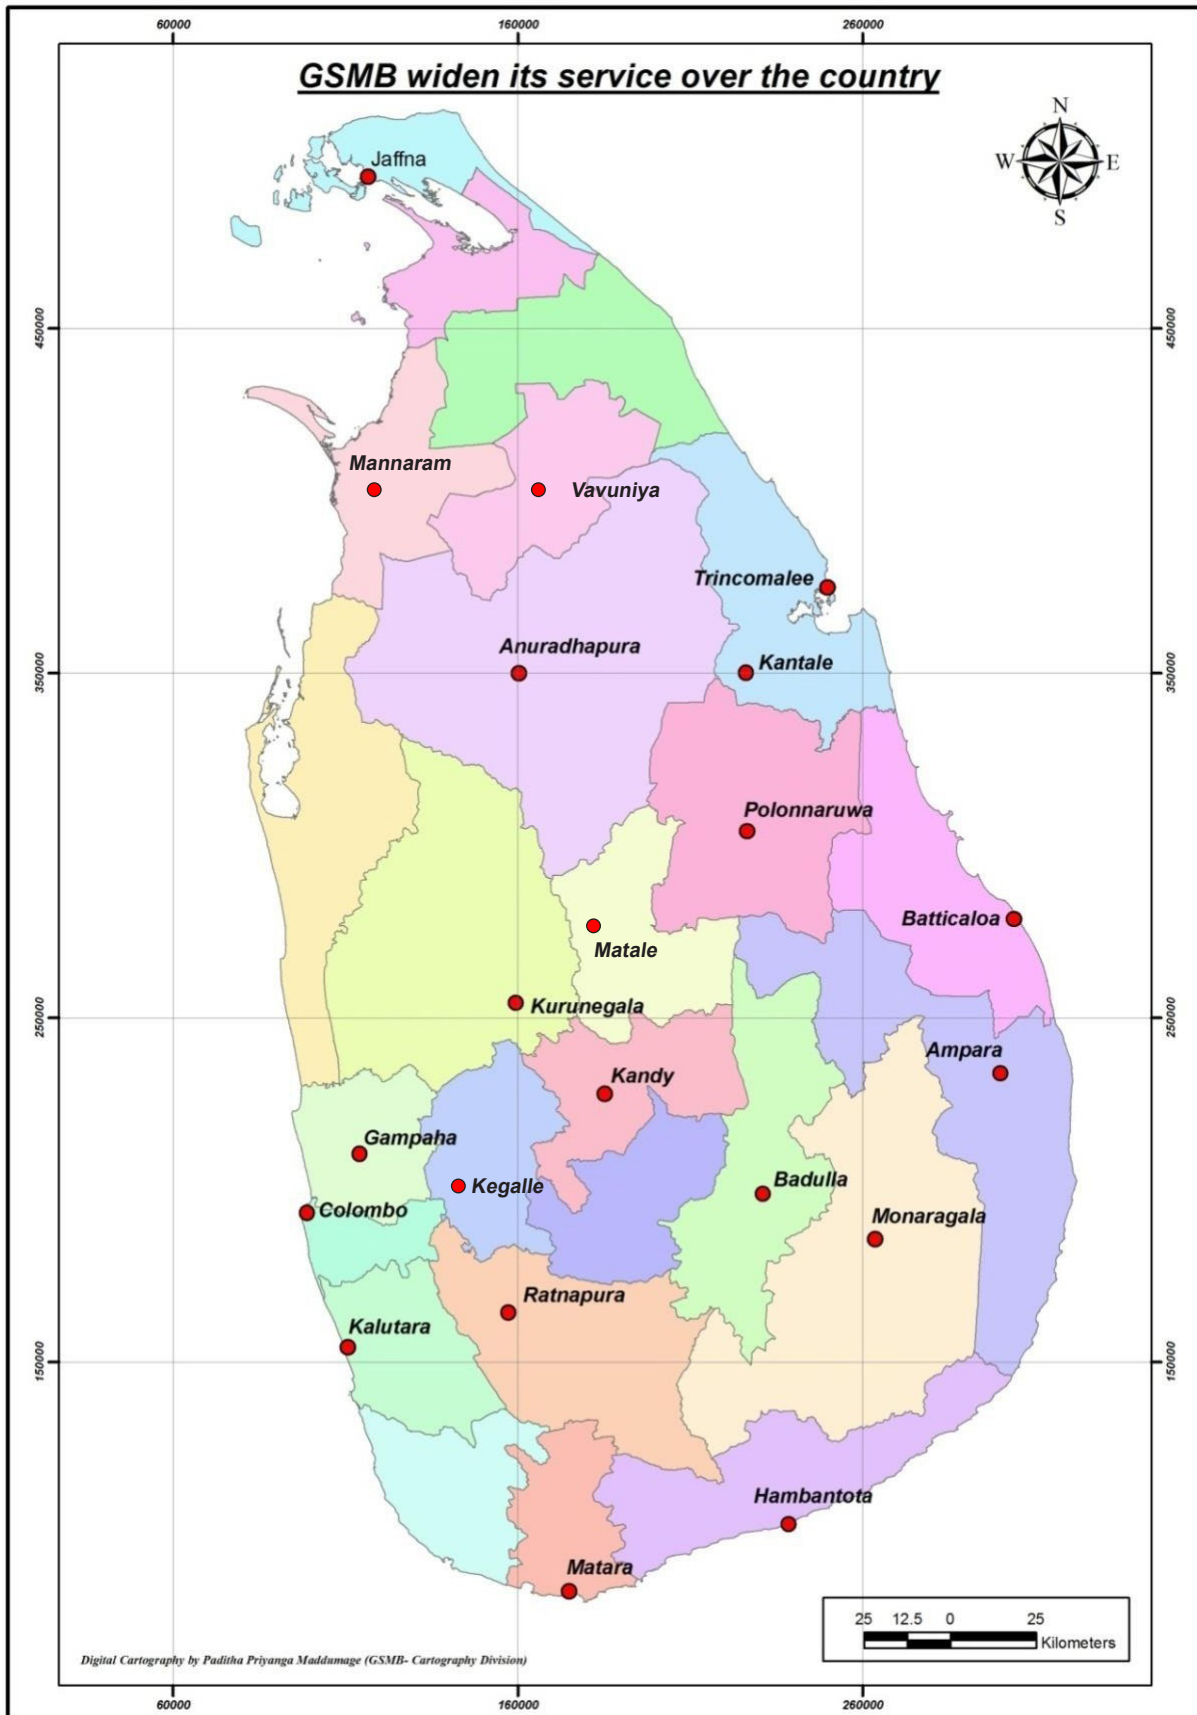 60000 160000 260000
GSMB widen its service over the country
N
W E
S
Jaffna
450000 450000
Mannaram
Vavuniya
Trincomalee
Anuradhapura
Kantale
350000 350000
Polonnaruwa
Batticaloa
Matale
Kurunegala
250000 250000
Ampara
Kandy
Gampaha
Badulla
Kegalle
Colombo
Monaragala
Ratnapura
Kalutara
150000 150000
Hambantota
Matara
25 12.5 0 25
Kilometers
Digital Cartography by Paditha Priyanga Maddumage (GSMB- Cartography Division)
60000 160000 260000